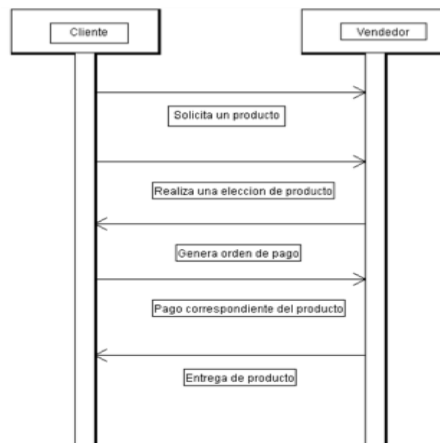 Cliente
Vendedor
Solicita un producto
Realiza una eleccion de producto
Genera orden de pago
Pago correspondiente del producto
Entrega de producto